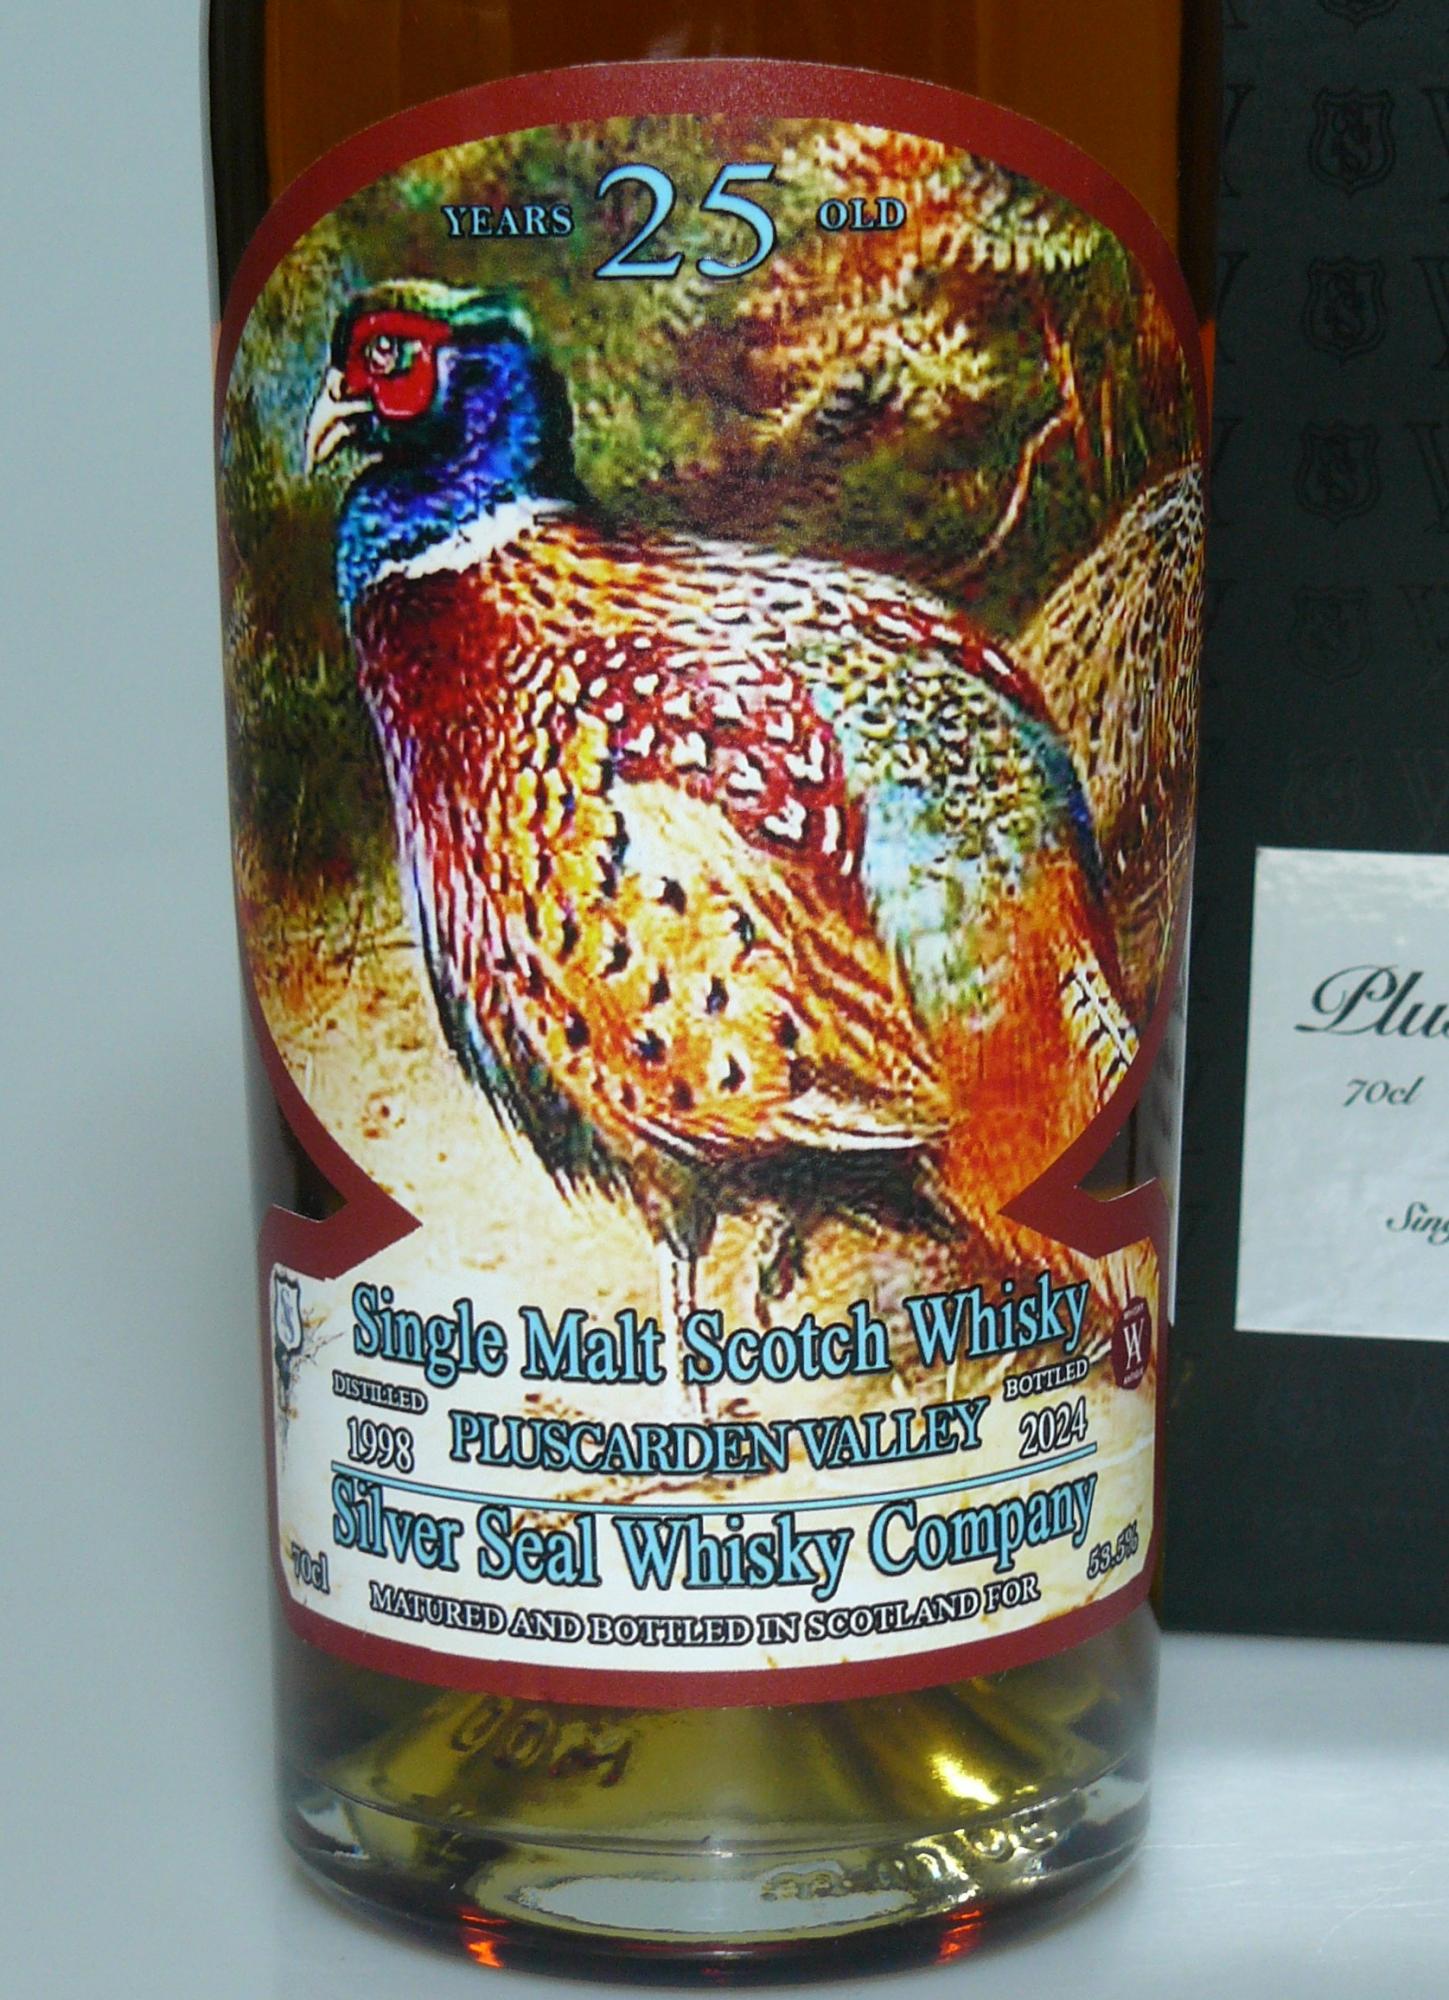 YEARS 25 OLD
Single Malt Scotch Whisky
DISTILLED BOTTLED
1998 PLUSCARDEN VALLEY 2024
Silver Seal Whisky Company
70cl 53.5%
MATURED AND BOTTLED IN SCOTLAND FOR
70cl